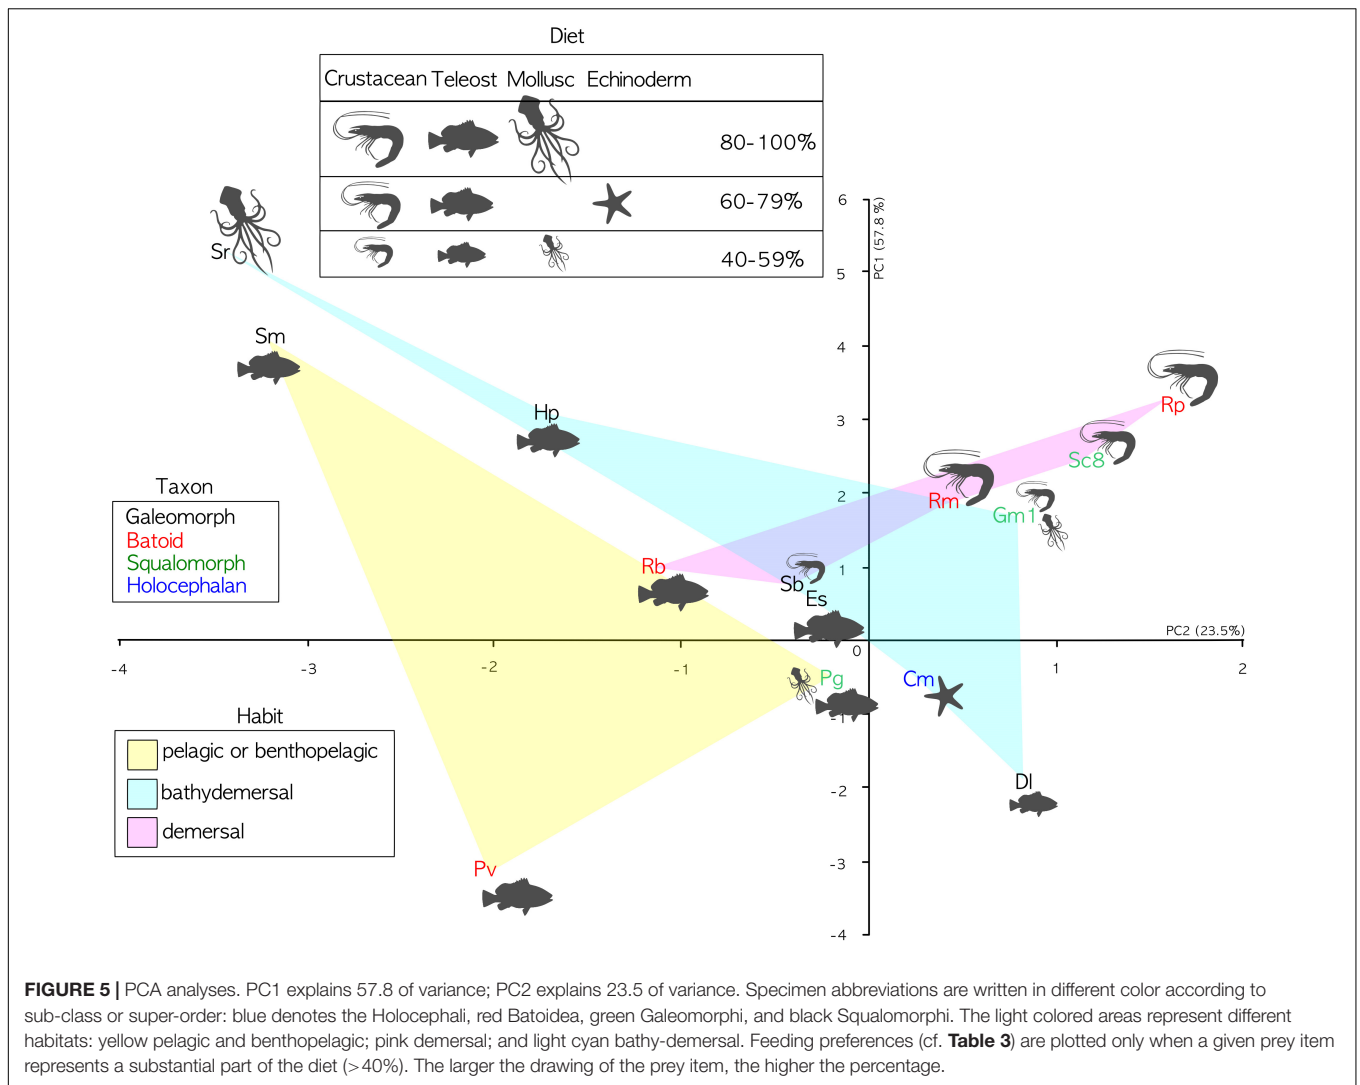 Diet
Crustacean Teleost Mollusc Echinoderm
80-100%
60-79%
40-59%
6
PC1 (57.8 %)
Sr
5
Sm
4
Hp
3
Rp
Sc8
2
Rm
Gm1
Taxon
Galeomorph
Batoid
Squalomorph
Holocephalan
Rb
1
Sb
Es
PC2 (23.5%)
-4
-3
-2
-1
0
1
2
Pg
Cm
-1
Habit
pelagic or benthopelagic
bathydemersal
demersal
Dl
-2
Pv
-3
-4
FIGURE 5 | PCA analyses. PC1 explains 57.8 of variance; PC2 explains 23.5 of variance. Specimen abbreviations are written in different color according to
sub-class or super-order: blue denotes the Holocephali, red Batoidea, green Galeomorphi, and black Squalomorphi. The light colored areas represent different
habitats: yellow pelagic and benthopelagic; pink demersal; and light cyan bathy-demersal. Feeding preferences (cf. Table 3) are plotted only when a given prey item
represents a substantial part of the diet (>40%). The larger the drawing of the prey item, the higher the percentage.